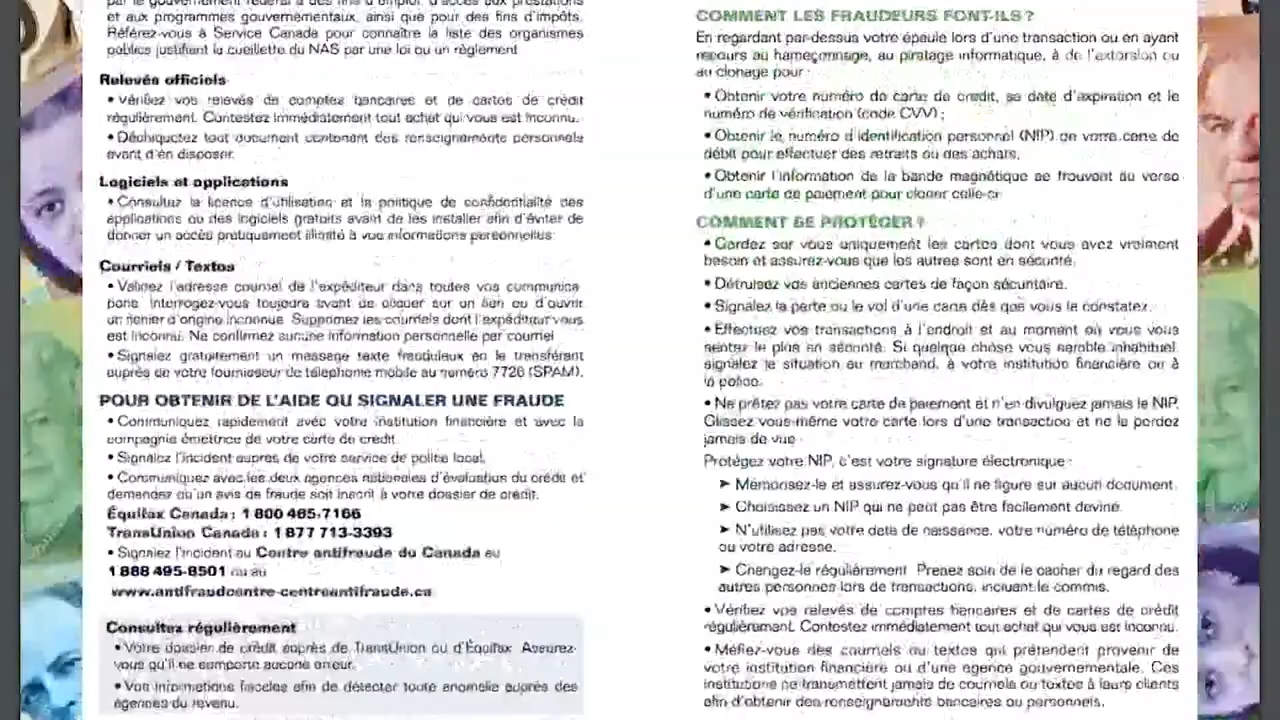 par le gouvernement fédéral à des fins d'emploi, d'accès aux prestations
et aux programmes gouvernementaux, ainsi que pour des fins d'impôts.
Référez-vous à Service Canada pour connaître la liste des organismes
publics justifiant la cueillette du NAS par une loi ou un règlement
Relevés officiels
• Vérifiez vos relevés de comptes bancaires et de cartes de crédit
régulièrement. Contestez immédiatement tout achat qui vous est inconnu.
• Déchiquetez tout document contenant des renseignements personnels
avant d'en disposer.
Logiciels et applications
• Consultez la licence d'utilisation et la politique de confidentialité des
applications ou des logiciels gratuits avant de les installer afin d'éviter de
donner un accès pratiquement illimité à vos informations personnelles
Courriels / Textos
• Validez l'adresse courriel de l'expéditeur dans toutes vos communica-
tions. Interrogez-vous toujours avant de cliquer sur un lien ou d'ouvrir
un fichier d'origine inconnue. Supprimez les courriels dont l'expéditeur vous
est inconnu. Ne confirmez aucune information personnelle par courriel
• Signalez gratuitement un message texte frauduleux en le transférant
auprès de votre fournisseur de téléphone mobile au numéro 7726 (SPAM).
POUR OBTENIR DE L'AIDE OU SIGNALER UNE FRAUDE
• Communiquez rapidement avec votre institution financière et avec la
compagnie émettrice de votre carte de crédit
• Signalez l'incident auprès de votre service de police local.
• Communiquez avec les deux agences nationales d'évaluation du crédit et
demandez qu'un avis de fraude soit inscrit à votre dossier de crédit.
Équifax Canada : 1 800 465-7166
TransUnion Canada : 1 877 713-3393
• Signalez l'incident au Centre antifraude du Canada au
1 888 495-8501 ou au
www.antifraudcentre-centreantifraude.ca
Consultez régulièrement
• Votre dossier de crédit auprès de TransUnion ou d'Équifax. Assurez-
vous qu'il ne comporte aucune erreur.
• Vos informations fiscales afin de détecter toute anomalie auprès des
agences du revenu.
COMMENT LES FRAUDEURS FONT-ILS ?
En regardant par-dessus votre épaule lors d'une transaction ou en ayant
recours au hameçonnage, au piratage informatique, à de l'extorsion ou
au clonage pour :
• Obtenir votre numéro de carte de crédit, sa date d'expiration et le
numéro de vérification (code CVV) ;
• Obtenir le numéro d'identification personnel (NIP) de votre carte de
débit pour effectuer des retraits ou des achats.
• Obtenir l'information de la bande magnétique se trouvant au verso
d'une carte de paiement pour cloner celle-ci
COMMENT SE PROTÉGER ?
• Gardez sur vous uniquement les cartes dont vous avez vraiment
besoin et assurez-vous que les autres sont en sécurité.
• Détruisez vos anciennes cartes de façon sécuritaire.
• Signalez la perte ou le vol d'une carte dès que vous le constatez.
• Effectuez vos transactions à l'endroit et au moment où vous vous
sentez le plus en sécurité. Si quelque chose vous semble inhabituel,
signalez la situation au marchand, à votre institution financière ou à
la police.
• Ne prêtez pas votre carte de paiement et n'en divulguez jamais le NIP.
Glissez vous-même votre carte lors d'une transaction et ne la perdez
jamais de vue
Protégez votre NIP, c'est votre signature électronique :
➤ Mémorisez-le et assurez-vous qu'il ne figure sur aucun document.
➤ Choisissez un NIP qui ne peut pas être facilement deviné.
➤ N'utilisez pas votre date de naissance, votre numéro de téléphone
ou votre adresse.
➤ Changez-le régulièrement. Prenez soin de le cacher du regard des
autres personnes lors de transactions, incluant le commis.
• Vérifiez vos relevés de comptes bancaires et de cartes de crédit
régulièrement. Contestez immédiatement tout achat qui vous est inconnu.
• Méfiez-vous des courriels ou textos qui prétendent provenir de
votre institution financière ou d'une agence gouvernementale. Ces
institutions ne transmettent jamais de courriels ou textos à leurs clients
afin d'obtenir des renseignements bancaires ou personnels.